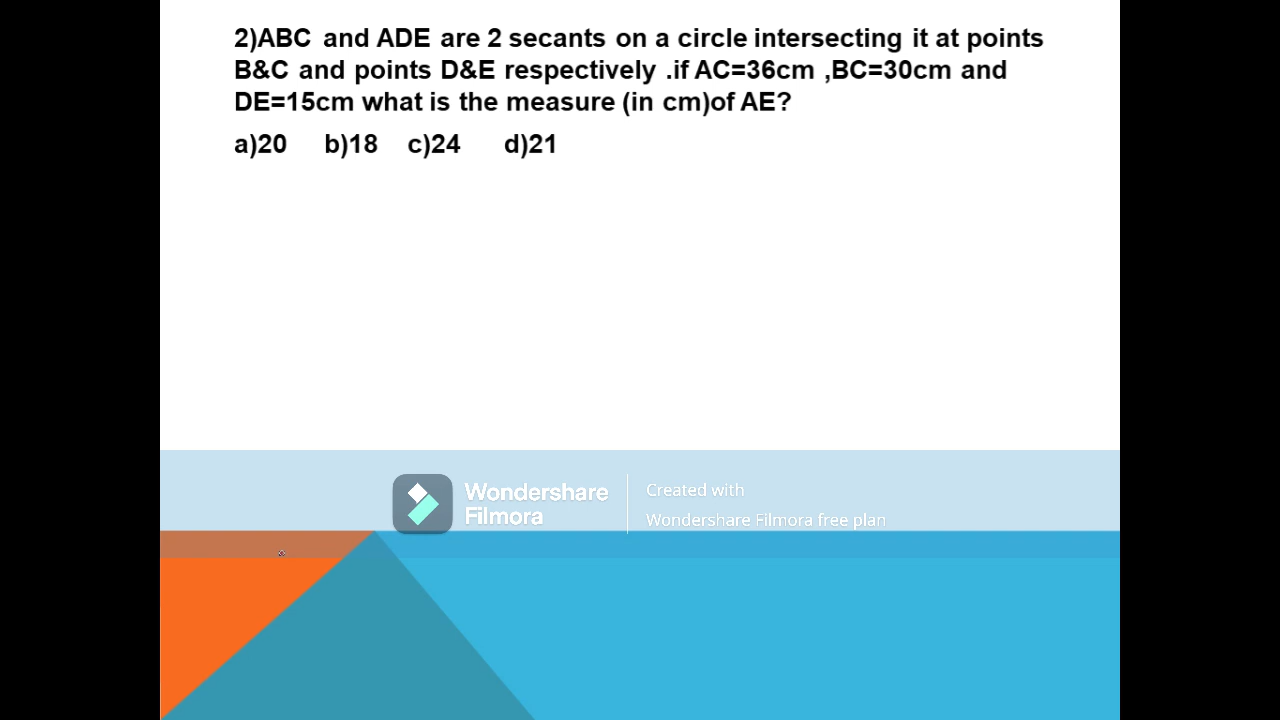 2)ABC and ADE are 2 secants on a circle intersecting it at points
B&C and points D&E respectively .if AC=36cm ,BC=30cm and
DE=15cm what is the measure (in cm)of AE?
a)20 b)18 c)24 d)21
Wondershare
Filmora
Created with
Wondershare Filmora free plan